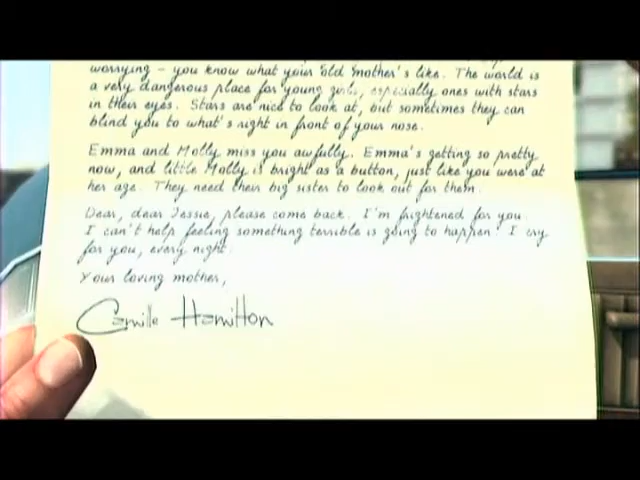 worrying - you know what your old mother's like. The world is
a very dangerous place for young girls, especially ones with stars
in their eyes. Stars are nice to look at, but sometimes they can
blind you to what's right in front of your nose.
Emma and Molly miss you awfully. Emma's getting so pretty
now, and little Molly is bright as a button, just like you were at
her age. They need their big sister to look out for them.
Dear, dear Jessie, please come back. I'm frightened for you
I can't help feeling something terrible is going to happen. I cry
for you, every night.
Your loving mother,
Camille Hamilton